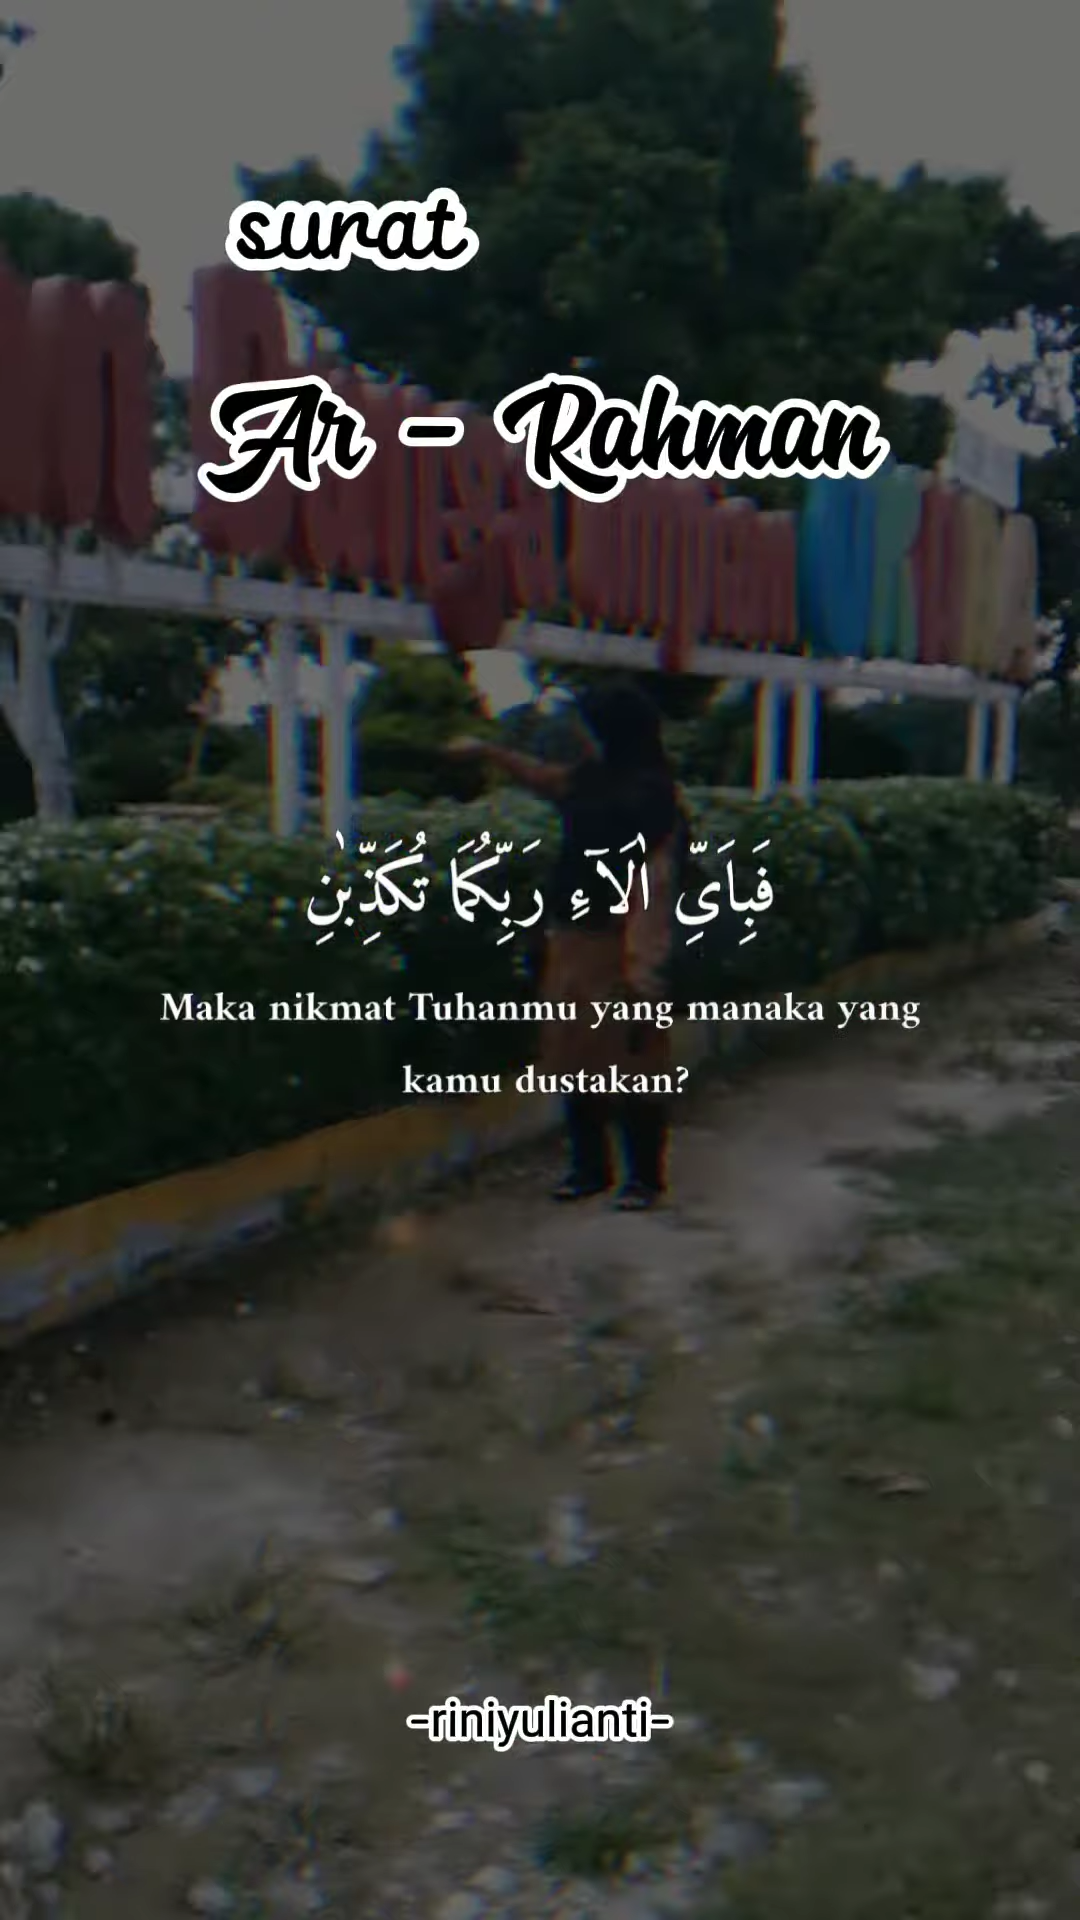 surat
Ar - Rahman
فَبِاَيِّ اٰلَاۤءِ رَبِّكُمَا تُكَذِّبٰنِ
Maka nikmat Tuhanmu yang manaka yang
kamu dustakan?
-riniyulianti-